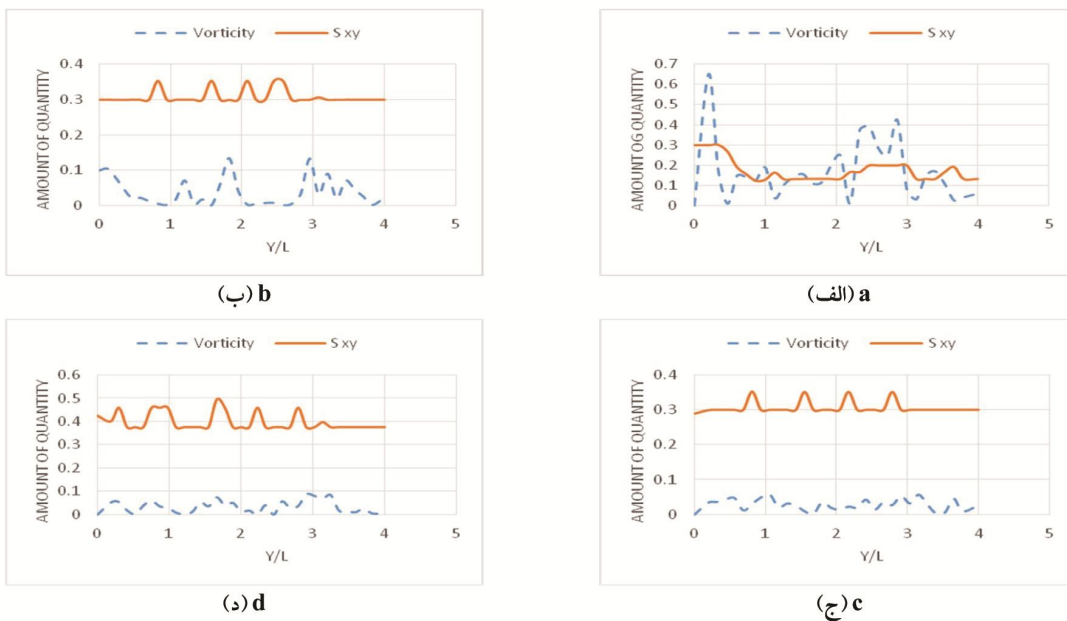 Vorticity S xy
AMOUNT OF QUANTITY
0.4
0.3
0.2
0.1
0
0 1 2 3 4 5
Y/L
b (ب)
Vorticity S xy
AMOUNT OG QUANTITY
0.7
0.6
0.5
0.4
0.3
0.2
0.1
0
0 1 2 3 4 5
Y/L
a (الف)
Vorticity S xy
AMOUNT OF QUANTITY
0.6
0.5
0.4
0.3
0.2
0.1
0
0 1 2 3 4 5
Y/L
d (د)
Vorticity S xy
AMOUNT OF QUANTITY
0.4
0.3
0.2
0.1
0
0 1 2 3 4 5
Y/L
c (ج)